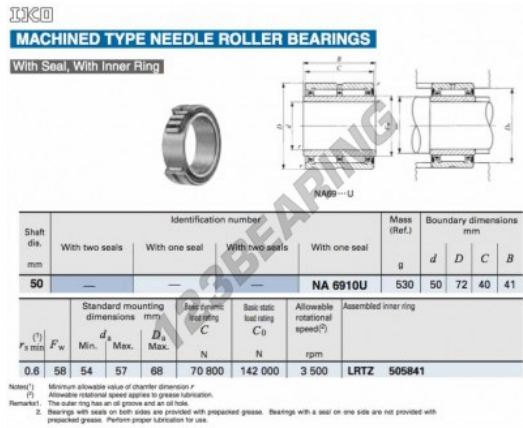 IKO
MACHINED TYPE NEEDLE ROLLER BEARINGS
With Seal, With Inner Ring
B
C
r
D
d
NA69···U
123BEARING
Shaft dia. mm
Identification number
With two seals
With one seal
With two seals
With one seal
Mass (Ref.) g
Boundary dimensions mm
d D C B
50 — — — NA 6910U 530 50 72 40 41
(1) rs min
Fw
Standard mounting dimensions mm
da Min. Max.
Da Max.
Basic dynamic load rating C N
Basic static load rating C0 N
Allowable rotational speed(2) rpm
Assembled inner ring
0.6 58 54 57 68 70 800 142 000 3 500 LRTZ 505841
Notes(1) Minimum allowable value of chamfer dimension r
(2) Allowable rotational speed applies to grease lubrication.
Remarks1. The outer ring has an oil groove and an oil hole.
2. Bearings with seals on both sides are provided with prepacked grease. Bearings with a seal on one side are not provided with
prepacked grease. Perform proper lubrication for use.